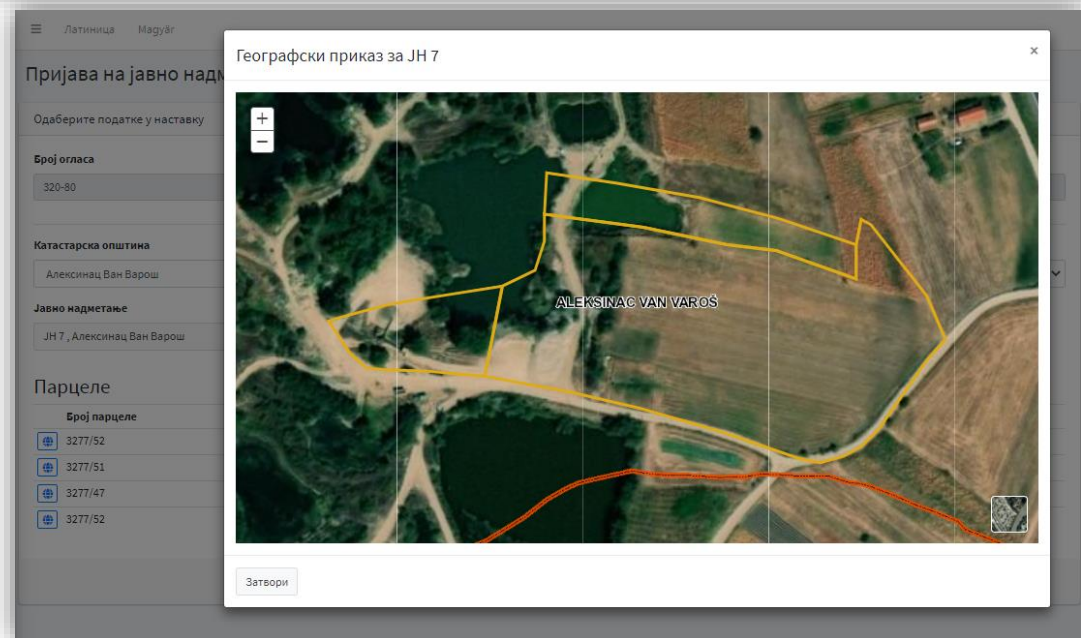 Латиница Magyár
Пријава на јавно надм
Одаберите податке у наставку
Број огласа
320-80
Катастарска општина
Алексинац Ван Варош
Јавно надметање
ЈН 7 , Алексинац Ван Варош
Парцеле
Број парцеле
3277/52
3277/51
3277/47
3277/52
Географски приказ за ЈН 7
×
+
−
ALEKSINAC VAN VAROŠ
Затвори